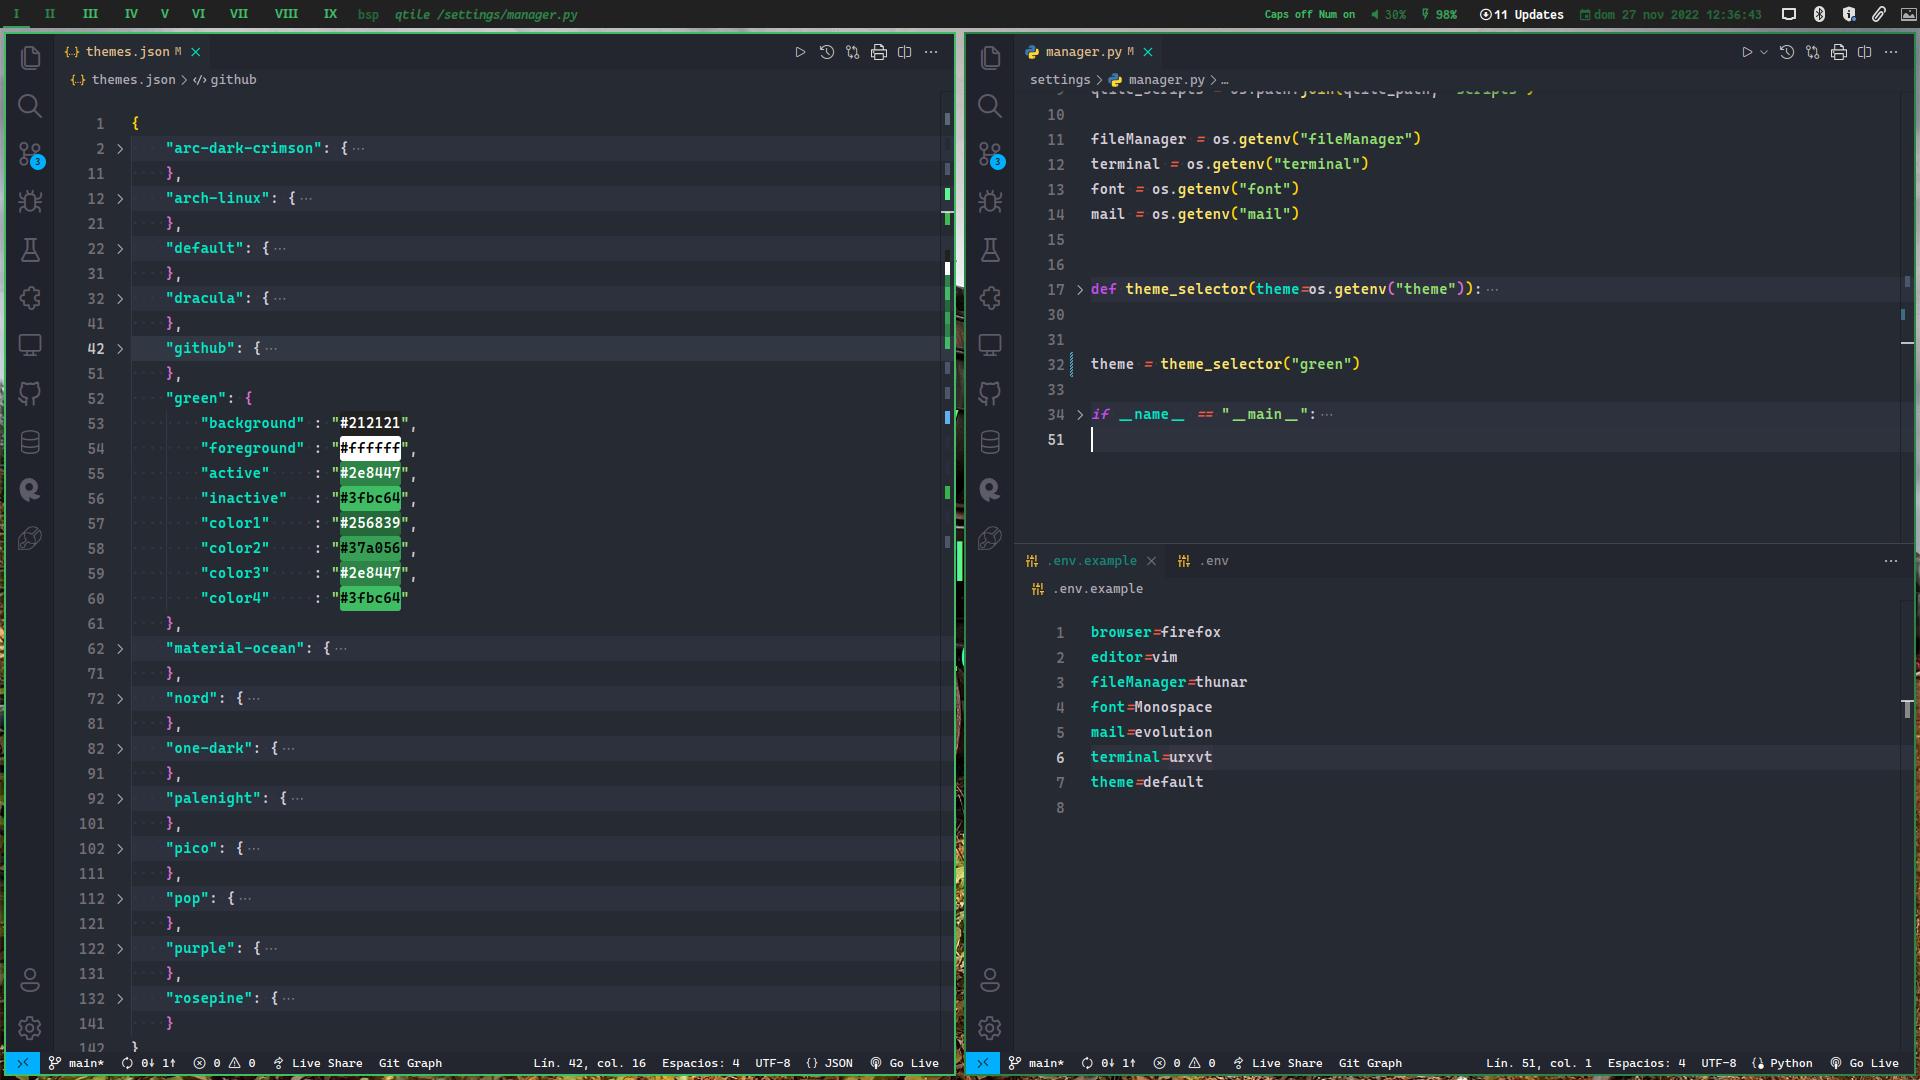 I II III IV V VI VII VIII IX bsp qtile /settings/manager.py Caps off Num on 30% 98% 11 Updates dom 27 nov 2022 12:36:43
themes.json M
themes.json > github
1 {
2 "arc-dark-crimson": {
11 },
12 "arch-linux": {
21 },
22 "default": {
31 },
32 "dracula": {
41 },
42 "github": {
51 },
52 "green": {
53 "background" : "#212121",
54 "foreground" : "#ffffff",
55 "active" : "#2e8447",
56 "inactive" : "#3fbc64",
57 "color1" : "#256839",
58 "color2" : "#37a056",
59 "color3" : "#2e8447",
60 "color4" : "#3fbc64"
61 },
62 "material-ocean": {
71 },
72 "nord": {
81 },
82 "one-dark": {
91 },
92 "palenight": {
101 },
102 "pico": {
111 },
112 "pop": {
121 },
122 "purple": {
131 },
132 "rosepine": {
141 }
142 }
3
main* 0↓ 1↑ 0 0 Live Share Git Graph Lín. 42, col. 16 Espacios: 4 UTF-8 {} JSON Go Live
manager.py M
settings > manager.py > …
9 qtile_scripts = os.path.join(qtile_path, "scripts")
10
11 fileManager = os.getenv("fileManager")
12 terminal = os.getenv("terminal")
13 font = os.getenv("font")
14 mail = os.getenv("mail")
15
16
17 def theme_selector(theme=os.getenv("theme")):
30
31
32 theme = theme_selector("green")
33
34 if __name__ == "__main__":
51
3
.env.example .env
.env.example
1 browser=firefox
2 editor=vim
3 fileManager=thunar
4 font=Monospace
5 mail=evolution
6 terminal=urxvt
7 theme=default
8
main* 0↓ 1↑ 0 0 Live Share Git Graph Lín. 51, col. 1 Espacios: 4 UTF-8 Python Go Live